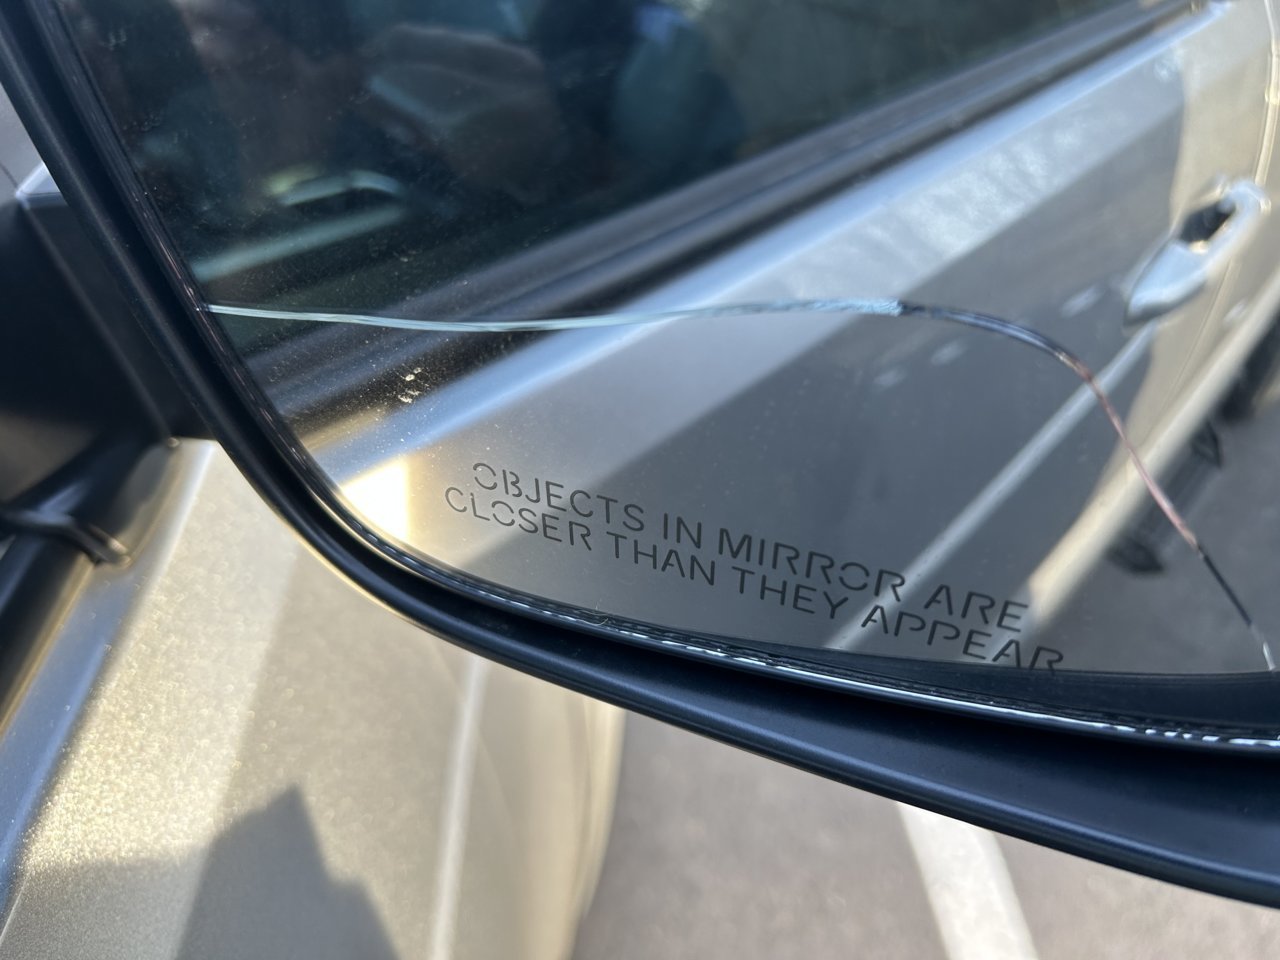 OBJECTS IN MIRROR ARE
CLOSER THAN THEY APPEAR